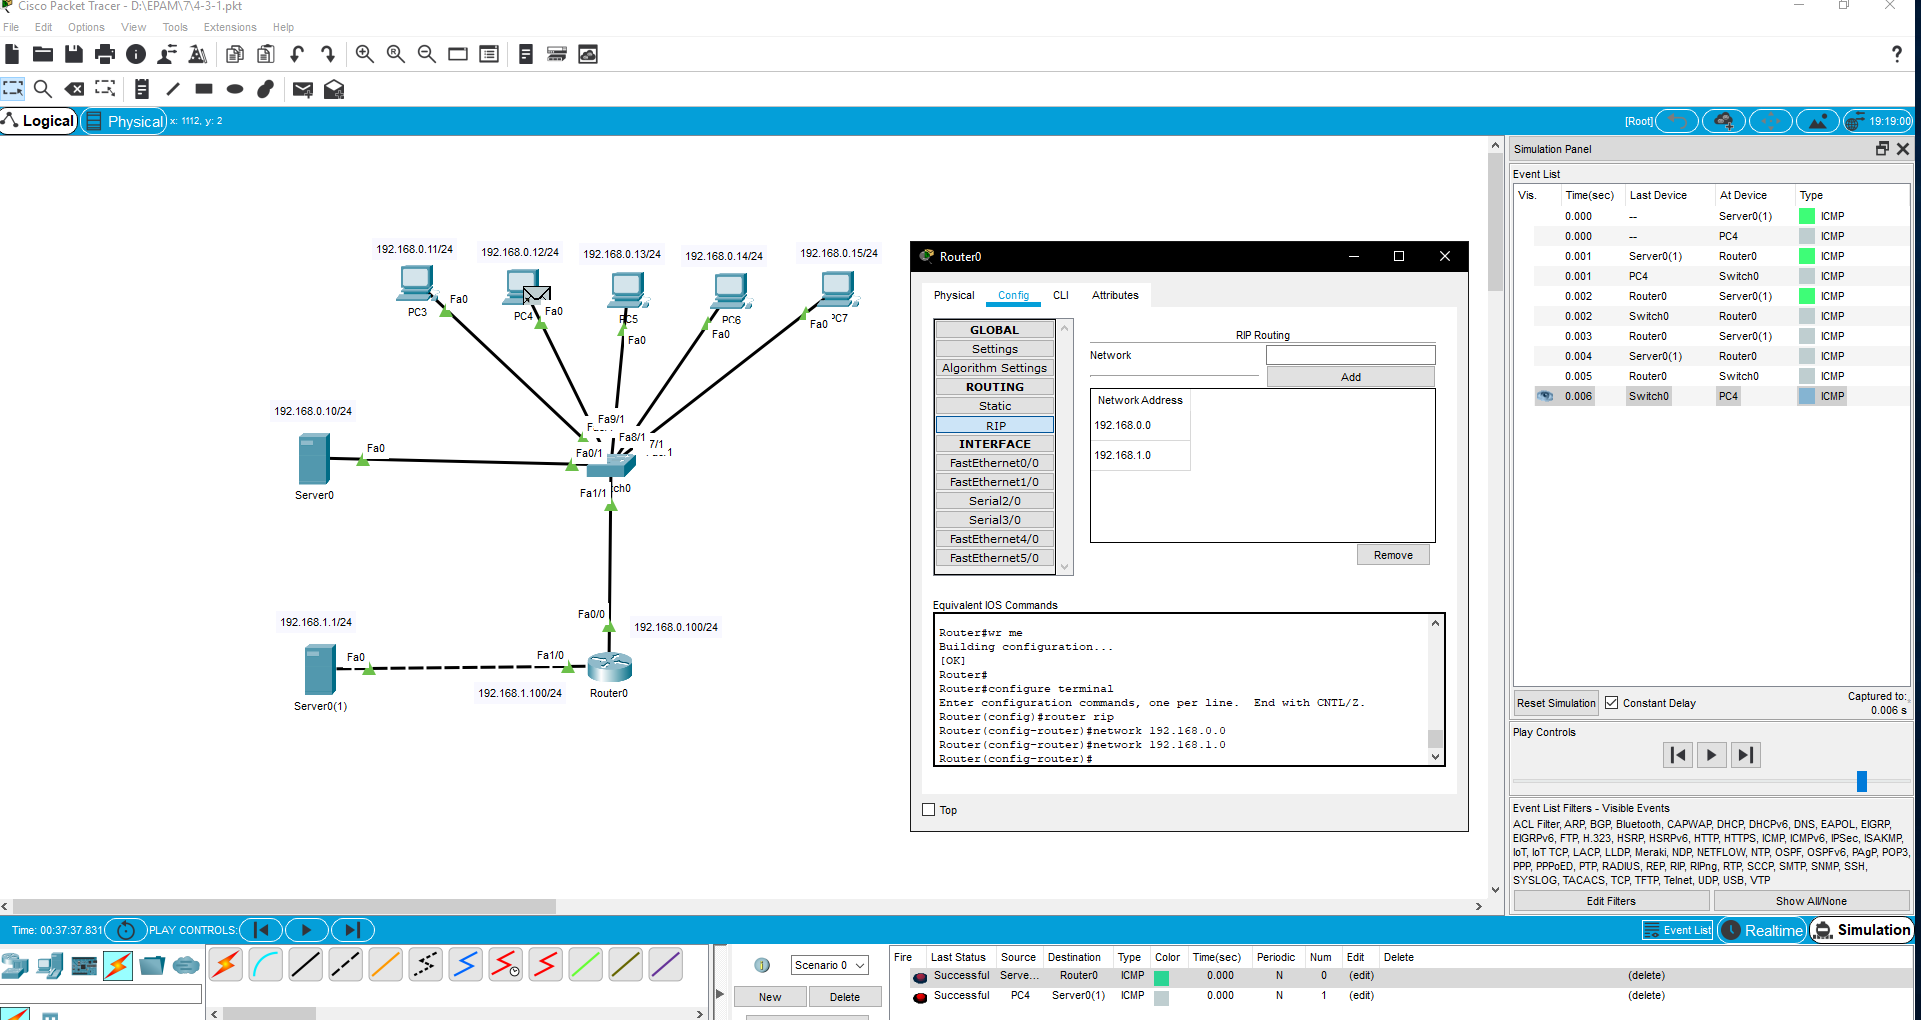 Cisco Packet Tracer - D:\EPAM\7\4-3-1.pkt
File Edit Options View Tools Extensions Help
?
Logical Physical x: 1112, y: 2 [Root] 19:19:00
Simulation Panel
Event List
Vis. Time(sec) Last Device At Device Type
0.000 -- Server0(1) ICMP
0.000 -- PC4 ICMP
0.001 Server0(1) Router0 ICMP
0.001 PC4 Switch0 ICMP
0.002 Router0 Server0(1) ICMP
0.002 Switch0 Router0 ICMP
0.003 Router0 Server0(1) ICMP
0.004 Server0(1) Router0 ICMP
0.005 Router0 Switch0 ICMP
0.006 Switch0 PC4 ICMP
Reset Simulation Constant Delay Captured to:
0.006 s
Play Controls
Event List Filters - Visible Events
ACL Filter, ARP, BGP, Bluetooth, CAPWAP, DHCP, DHCPv6, DNS, EAPOL, EIGRP,
EIGRPv6, FTP, H.323, HSRP, HSRPv6, HTTP, HTTPS, ICMP, ICMPv6, IPSec, ISAKMP,
IoT, IoT TCP, LACP, LLDP, Meraki, NDP, NETFLOW, NTP, OSPF, OSPFv6, PAgP, POP3,
PPP, PPPoED, PTP, RADIUS, REP, RIP, RIPng, RTP, SCCP, SMTP, SNMP, SSH,
SYSLOG, TACACS, TCP, TFTP, Telnet, UDP, USB, VTP
Edit Filters Show All/None
192.168.0.11/24 192.168.0.12/24 192.168.0.13/24 192.168.0.14/24 192.168.0.15/24
Fa0 Fa0 Fa0 Fa0 Fa0
PC3 PC4 PC5 PC6 PC7
192.168.0.10/24
Fa9/1
Fa8/1
7/1
Fa0 Fa0/1
Server0
Fa1/1 tch0
Fa0/0
192.168.1.1/24 192.168.0.100/24
Fa0 Fa1/0
192.168.1.100/24 Router0
Server0(1)
Router0
Physical Config CLI Attributes
GLOBAL
Settings
Algorithm Settings
ROUTING
Static
RIP
INTERFACE
FastEthernet0/0
FastEthernet1/0
Serial2/0
Serial3/0
FastEthernet4/0
FastEthernet5/0
RIP Routing
Network
Add
Network Address
192.168.0.0
192.168.1.0
Remove
Equivalent IOS Commands
Router#wr me
Building configuration...
[OK]
Router#
Router#configure terminal
Enter configuration commands, one per line. End with CNTL/Z.
Router(config)#router rip
Router(config-router)#network 192.168.0.0
Router(config-router)#network 192.168.1.0
Router(config-router)#
Top
Time: 00:37:37.831 PLAY CONTROLS: Event List Realtime Simulation
Scenario 0
New Delete
Fire Last Status Source Destination Type Color Time(sec) Periodic Num Edit Delete
Successful Serve... Router0 ICMP 0.000 N 0 (edit) (delete)
Successful PC4 Server0(1) ICMP 0.000 N 1 (edit) (delete)